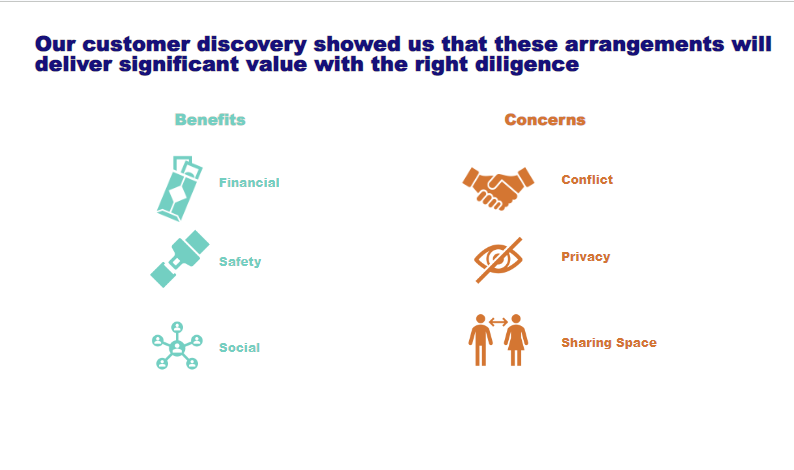 Our customer discovery showed us that these arrangements will
deliver significant value with the right diligence
Benefits
Financial
Safety
Social
Concerns
Conflict
Privacy
Sharing Space